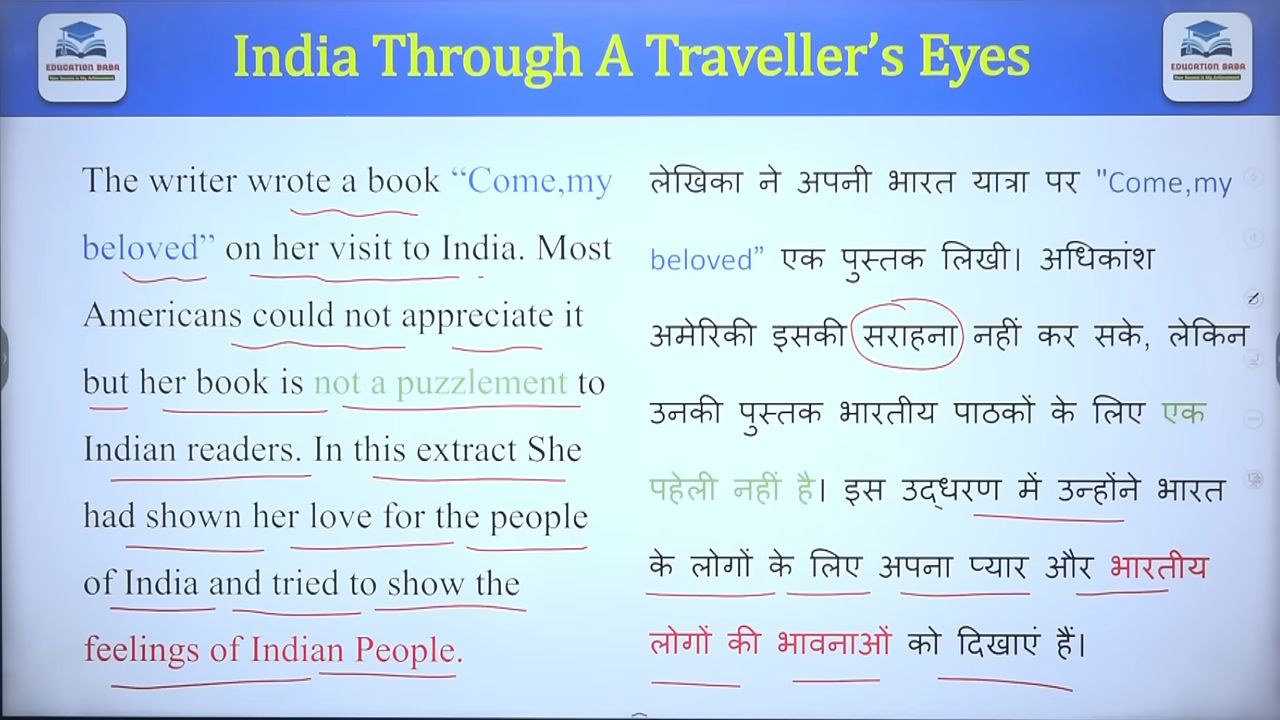 India Through A Traveller's Eyes
EDUCATION BABA
EDUCATION BABA
The writer wrote a book “Come,my
beloved” on her visit to India. Most
Americans could not appreciate it
but her book is not a puzzlement to
Indian readers. In this extract She
had shown her love for the people
of India and tried to show the
feelings of Indian People.
लेखिका ने अपनी भारत यात्रा पर "Come,my
beloved” एक पुस्तक लिखी। अधिकांश
अमेरिकी इसकी सराहना नहीं कर सके, लेकिन
उनकी पुस्तक भारतीय पाठकों के लिए एक
पहेली नहीं है। इस उद्धरण में उन्होंने भारत
के लोगों के लिए अपना प्यार और भारतीय
लोगों की भावनाओं को दिखाएं हैं।